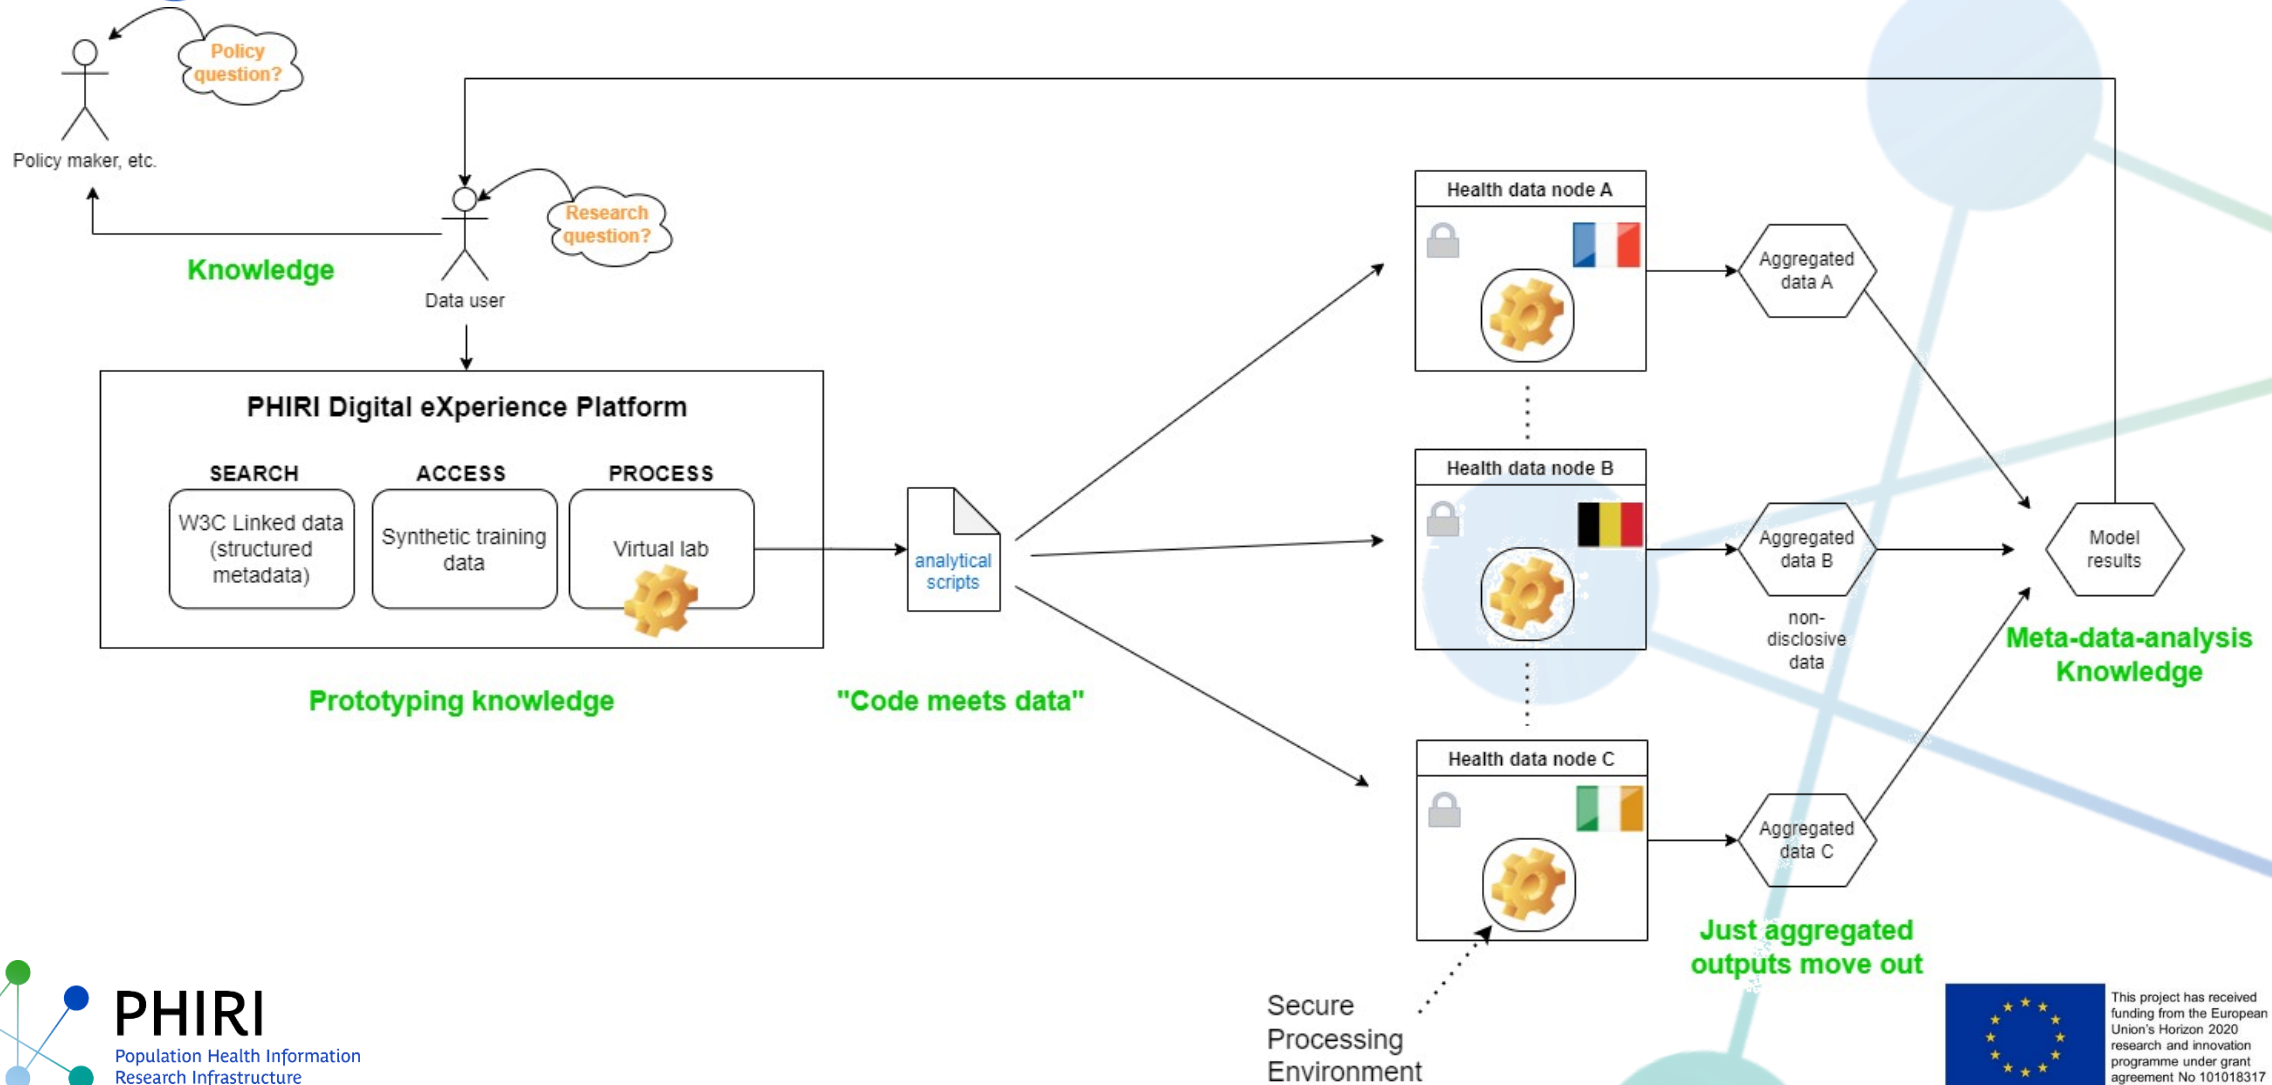 Policy
question?
Policy maker, etc.
Research
question?
Knowledge
Data user
PHIRI Digital eXperience Platform
SEARCH
W3C Linked data
(structured
metadata)
ACCESS
Synthetic training
data
PROCESS
Virtual lab
Prototyping knowledge
analytical
scripts
"Code meets data"
Health data node A
Aggregated
data A
Health data node B
Aggregated
data B
non-
disclosive
data
Health data node C
Aggregated
data C
Model
results
Meta-data-analysis
Knowledge
Just aggregated
outputs move out
Secure
Processing
Environment
PHIRI
Population Health Information
Research Infrastructure
This project has received
funding from the European
Union's Horizon 2020
research and innovation
programme under grant
agreement No 101018317